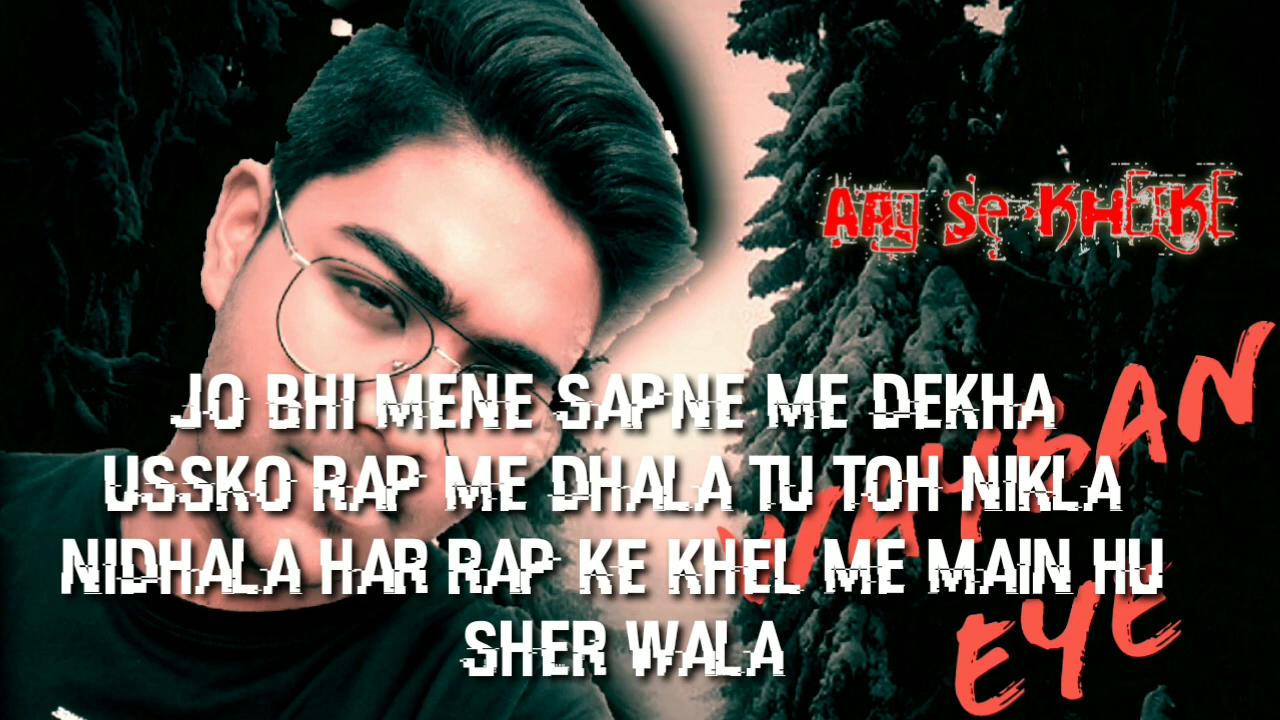 AAg Se KHELKE
JO BHI MENE SAPNE ME DEKHA
USSKO RAP ME DHALA TU TOH NIKLA
NIDHALA HAR RAP KE KHEL ME MAIN HU
SHER WALA
EYE